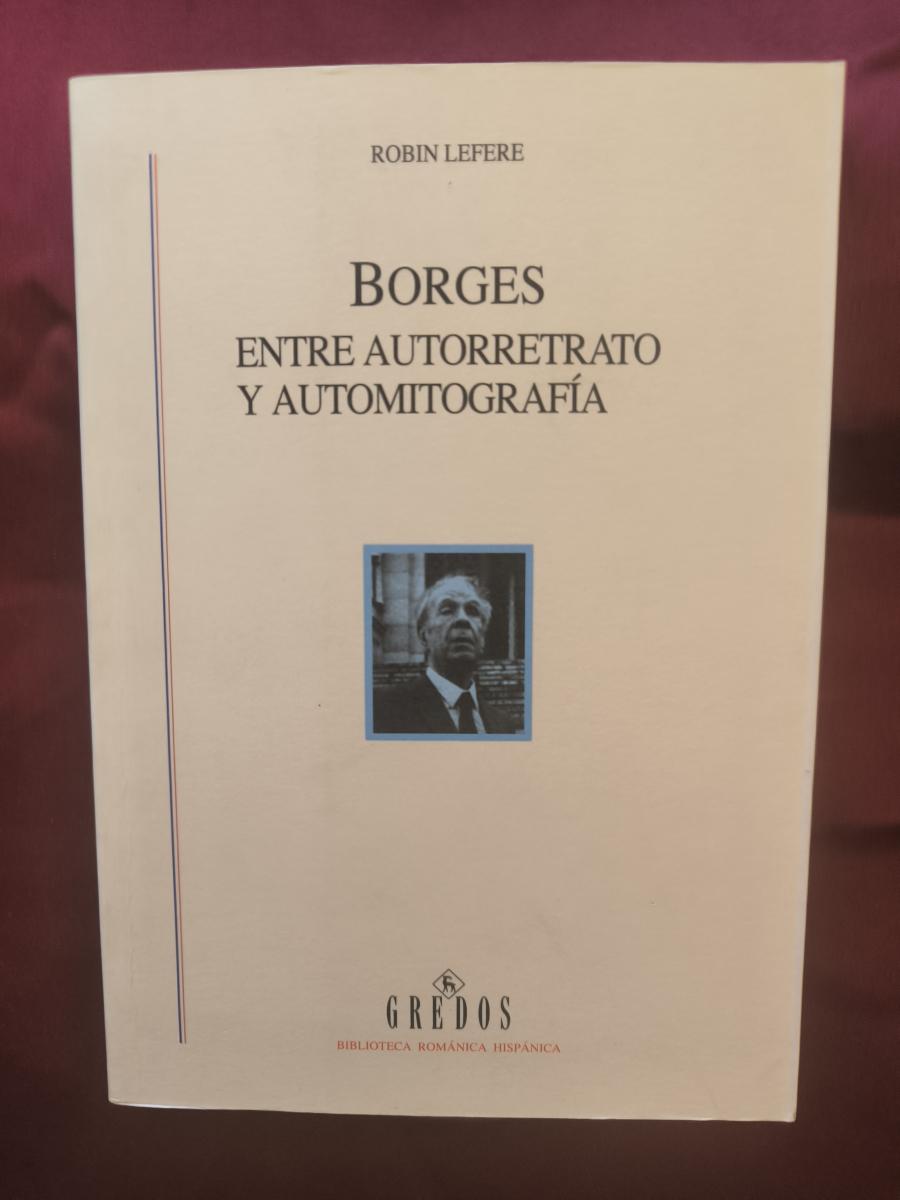 ROBIN LEFERE
BORGES
ENTRE AUTORRETRATO
Y AUTOMITOGRAFÍA
GREDOS
BIBLIOTECA ROMÁNICA HISPÁNICA